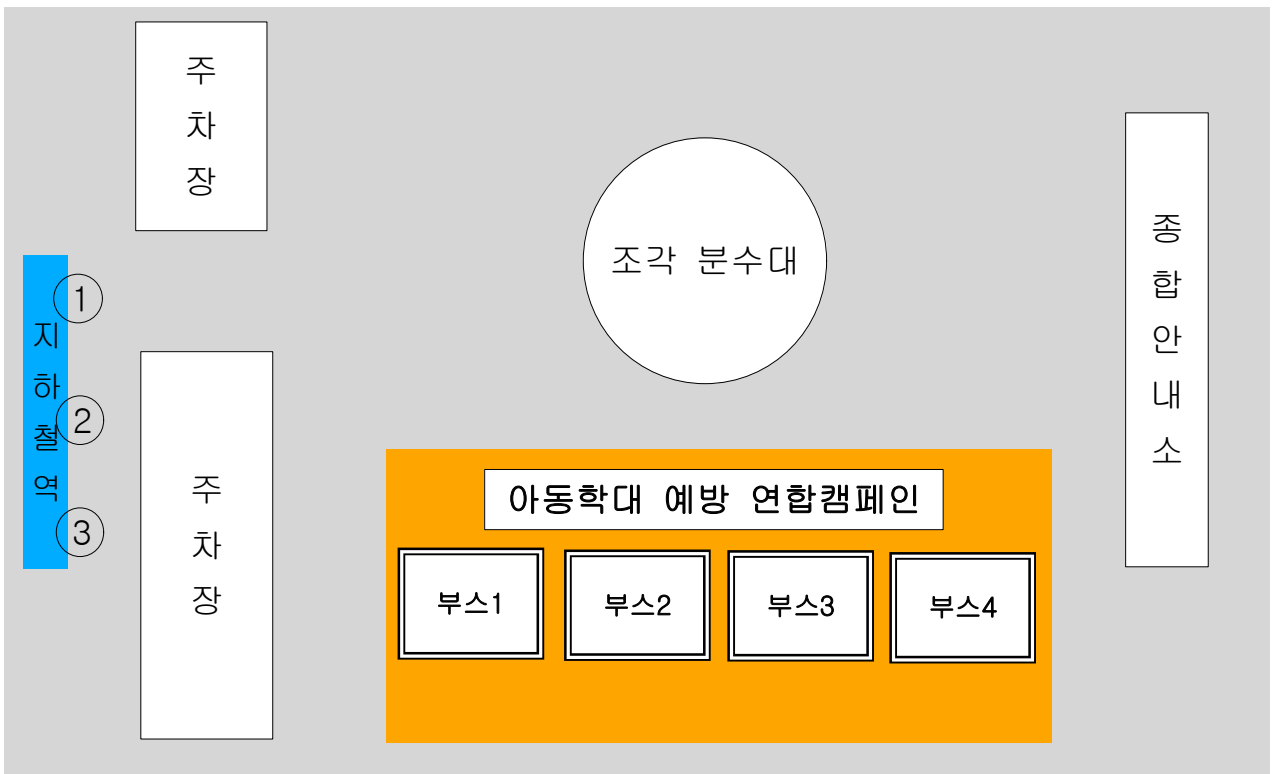 주차장
지하철역
①
②
③
주차장
조각 분수대
종합안내소
아동학대 예방 연합캠페인
부스1
부스2
부스3
부스4